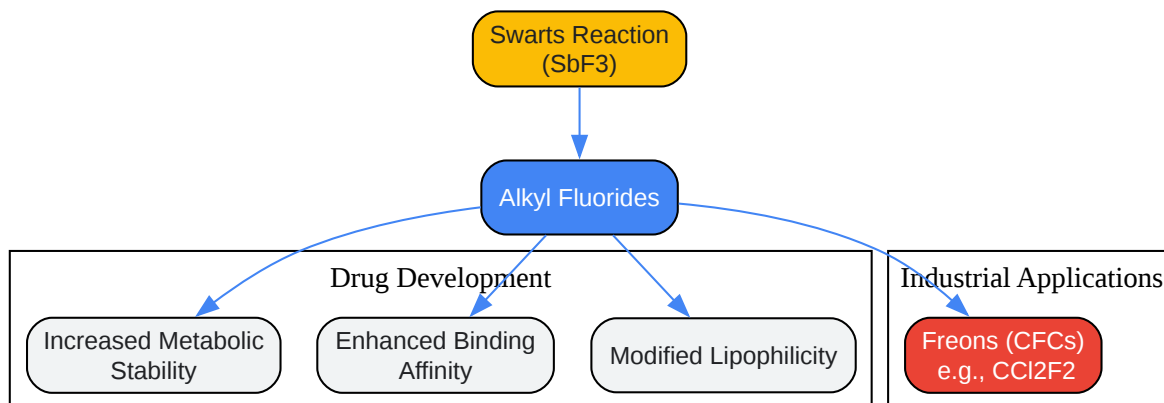 Swarts Reaction
(SbF3)
Alkyl Fluorides
Drug Development
Industrial Applications
Increased Metabolic
Stability
Enhanced Binding
Affinity
Modified Lipophilicity
Freons (CFCs)
e.g., CCl2F2